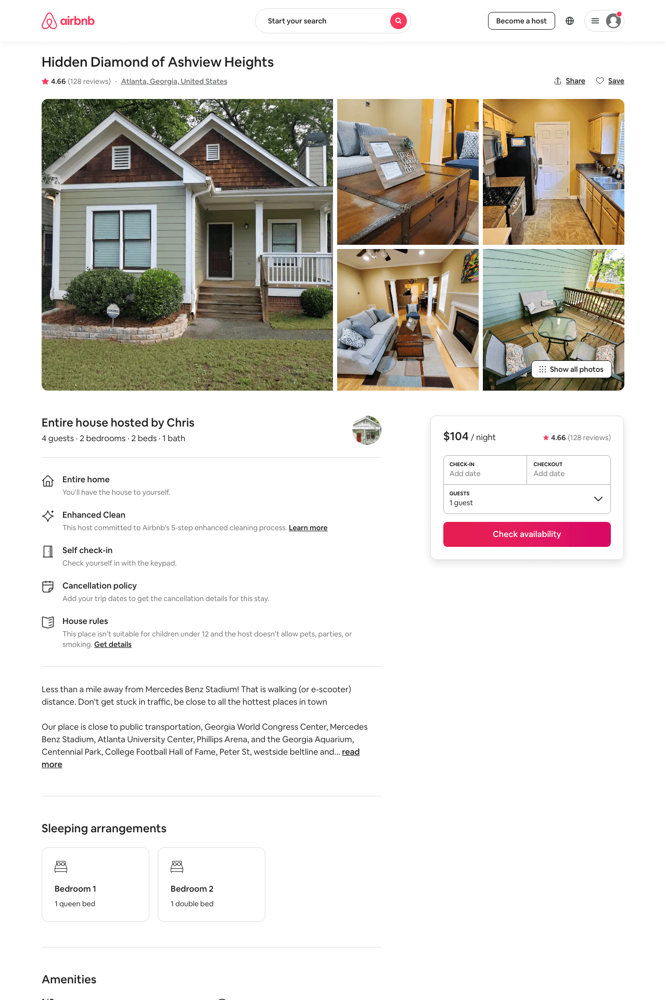 airbnb
Start your search
Become a host
Hidden Diamond of Ashview Heights
4.66 (128 reviews) · Atlanta, Georgia, United States
Share
Save
home
sweet
home
Show all photos
Entire house hosted by Chris
4 guests · 2 bedrooms · 2 beds · 1 bath
$104 / night
4.66 (128 reviews)
CHECK-IN
Add date
CHECKOUT
Add date
GUESTS
1 guest
Check availability
Entire home
You’ll have the house to yourself.
Enhanced Clean
This host committed to Airbnb's 5-step enhanced cleaning process. Learn more
Self check-in
Check yourself in with the keypad.
Cancellation policy
Add your trip dates to get the cancellation details for this stay.
House rules
This place isn’t suitable for children under 12 and the host doesn’t allow pets, parties, or
smoking. Get details
Less than a mile away from Mercedes Benz Stadium! That is walking (or e-scooter)
distance. Don't get stuck in traffic, be close to all the hottest places in town
Our place is close to public transportation, Georgia World Congress Center, Mercedes
Benz Stadium, Atlanta University Center, Phillips Arena, and the Georgia Aquarium,
Centennial Park, College Football Hall of Fame, Peter St, westside beltline and... read
more
Sleeping arrangements
Bedroom 1
1 queen bed
Bedroom 2
1 double bed
Amenities